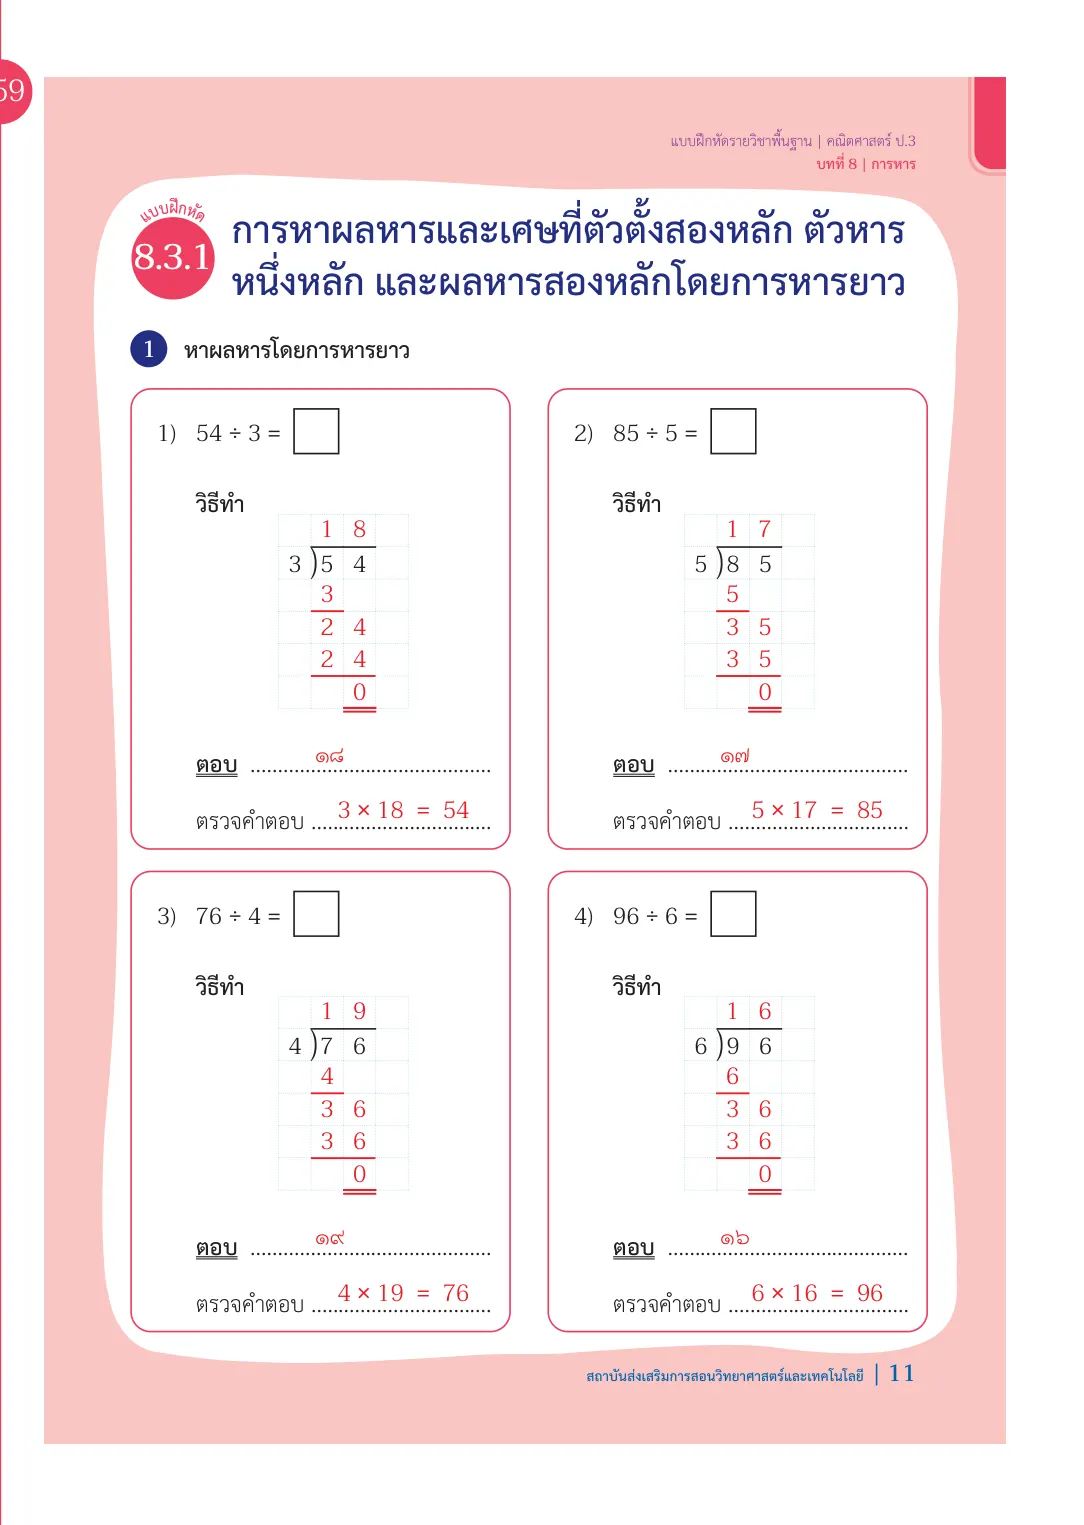 59
แบบฝึกหัดรายวิชาพื้นฐาน | คณิตศาสตร์ ป.3
บทที่ 8 | การหาร
แบบฝึกหัด
8.3.1
การหาผลหารและเศษที่ตัวตั้งสองหลัก ตัวหาร
หนึ่งหลัก และผลหารสองหลักโดยการหารยาว
1 หาผลหารโดยการหารยาว
1) 54 ÷ 3 =
วิธีทำ
1 8
3 ) 5 4
3
2 4
2 4
0
ตอบ ๑๘
ตรวจคำตอบ 3 × 18 = 54
2) 85 ÷ 5 =
วิธีทำ
1 7
5 ) 8 5
5
3 5
3 5
0
ตอบ ๑๗
ตรวจคำตอบ 5 × 17 = 85
3) 76 ÷ 4 =
วิธีทำ
1 9
4 ) 7 6
4
3 6
3 6
0
ตอบ ๑๙
ตรวจคำตอบ 4 × 19 = 76
4) 96 ÷ 6 =
วิธีทำ
1 6
6 ) 9 6
6
3 6
3 6
0
ตอบ ๑๖
ตรวจคำตอบ 6 × 16 = 96
สถาบันส่งเสริมการสอนวิทยาศาสตร์และเทคโนโลยี | 11